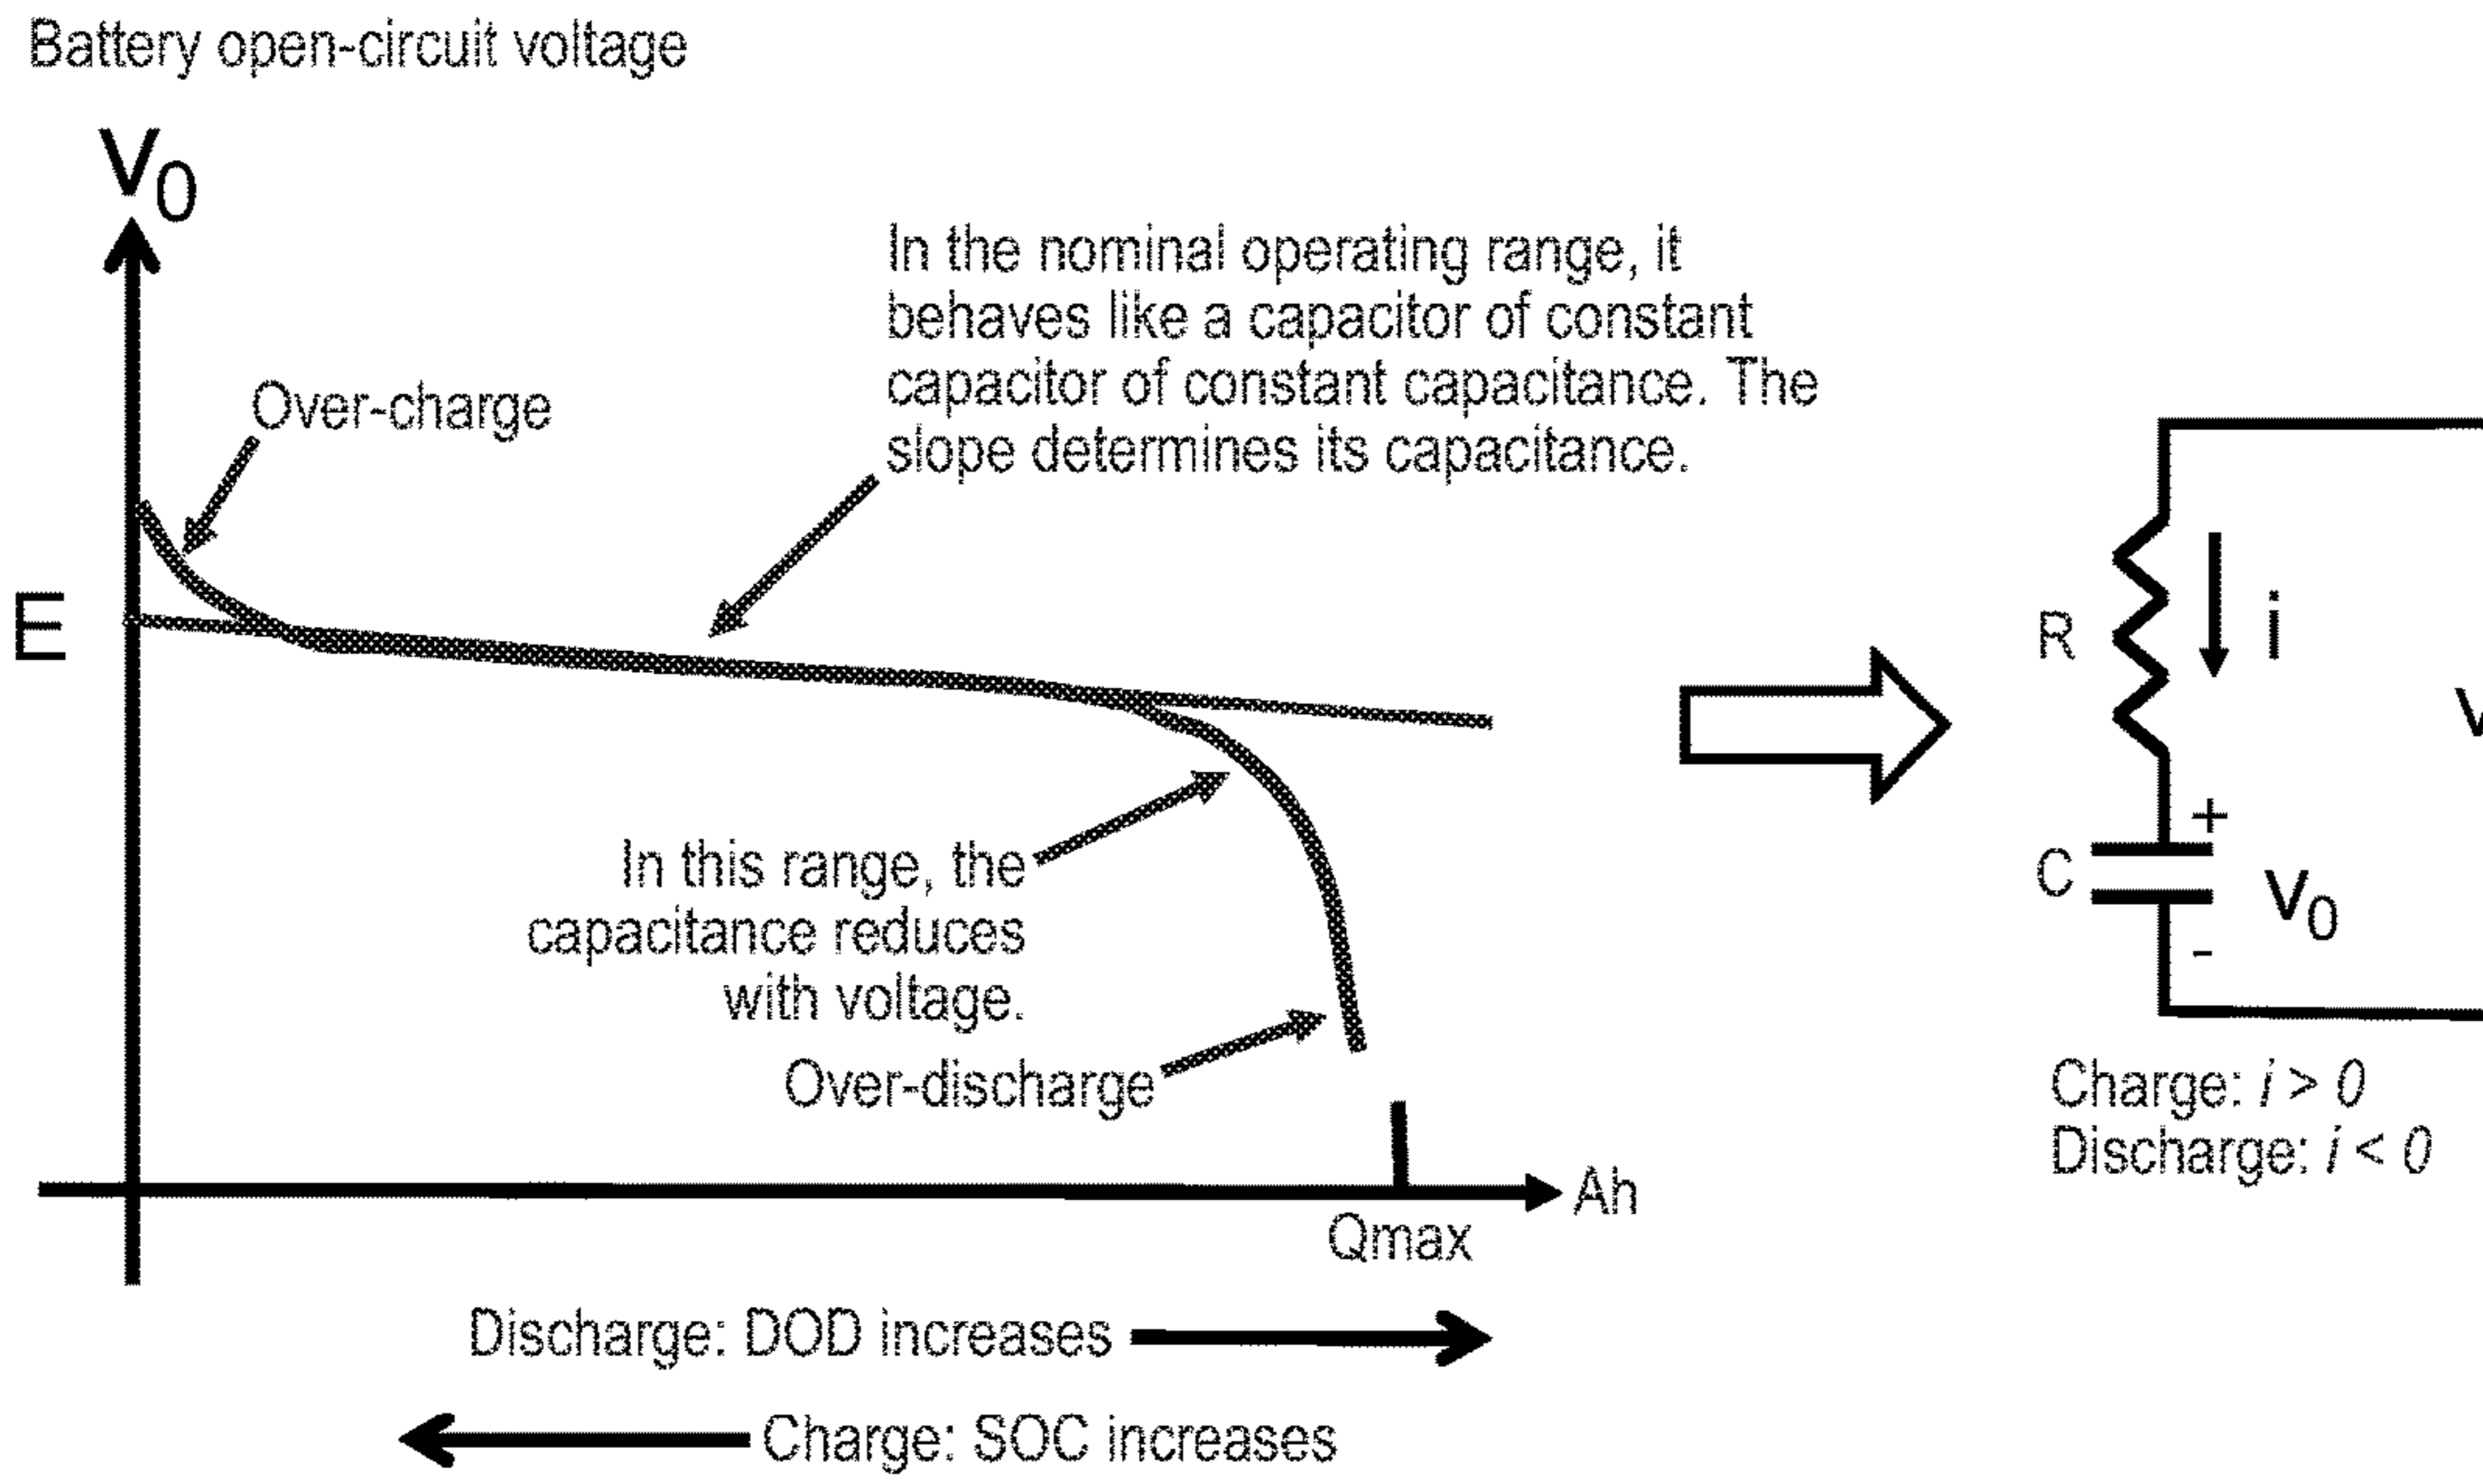 Battery open-circuit voltage
V0
In the nominal operating range, it
behaves like a capacitor of constant
capacitor of constant capacitance. The
slope determines its capacitance.
Over-charge
E
R
i
V
+
C
V0
-
In this range, the
capacitance reduces
with voltage.
Over-discharge
Charge: i > 0
Discharge: i < 0
Ah
Qmax
Discharge: DOD increases
Charge: SOC increases